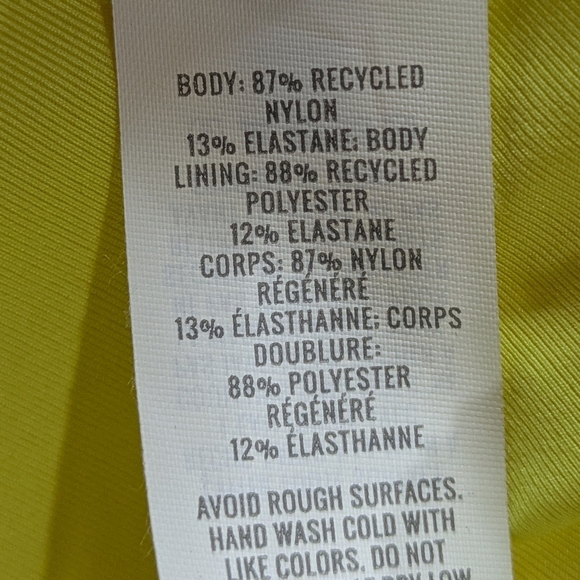 BODY: 87% RECYCLED
NYLON
13% ELASTANE; BODY
LINING: 88% RECYCLED
POLYESTER
12% ELASTANE
CORPS: 87% NYLON
RÉGÉNÉRÉ
13% ÉLASTHANNE; CORPS
DOUBLURE:
88% POLYESTER
RÉGÉNÉRÉ
12% ÉLASTHANNE
AVOID ROUGH SURFACES.
HAND WASH COLD WITH
LIKE COLORS. DO NOT
LOW